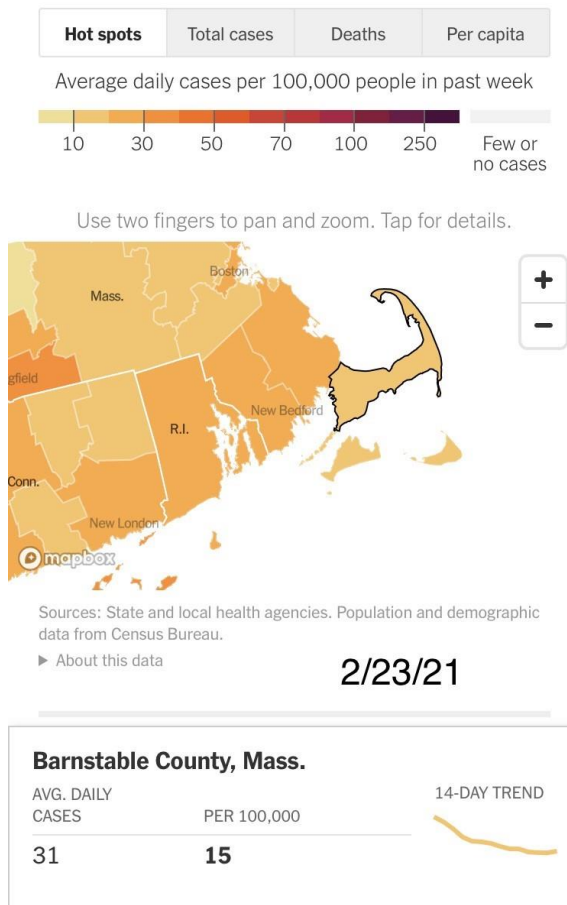 Hot spots Total cases Deaths Per capita
Average daily cases per 100,000 people in past week
10 30 50 70 100 250 Few or
no cases
Use two fingers to pan and zoom. Tap for details.
+
−
Boston
Mass.
gfield
New Bedford
R.I.
Conn.
New London
mapbox
Sources: State and local health agencies. Population and demographic
data from Census Bureau.
▶ About this data
2/23/21
Barnstable County, Mass.
AVG. DAILY
CASES
PER 100,000
14-DAY TREND
31 15